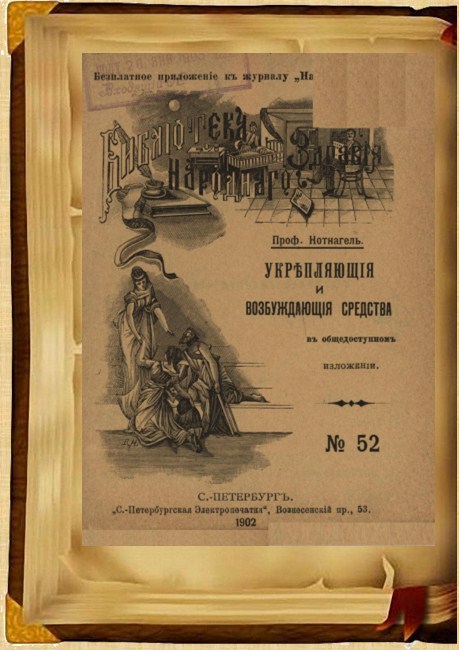 Безплатное приложеніе къ журналу „На
Библіотека
Народнаго Здравія
Проф. Нотнагель.
УКРѢПЛЯЮЩІЯ
И
ВОЗБУЖДАЮЩІЯ СРЕДСТВА
въ общедоступномъ
изложеніи.
№ 52
С.-ПЕТЕРБУРГЪ.
„С.-Петербургская Электропечатня“, Вознесенскій пр., 53.
1902